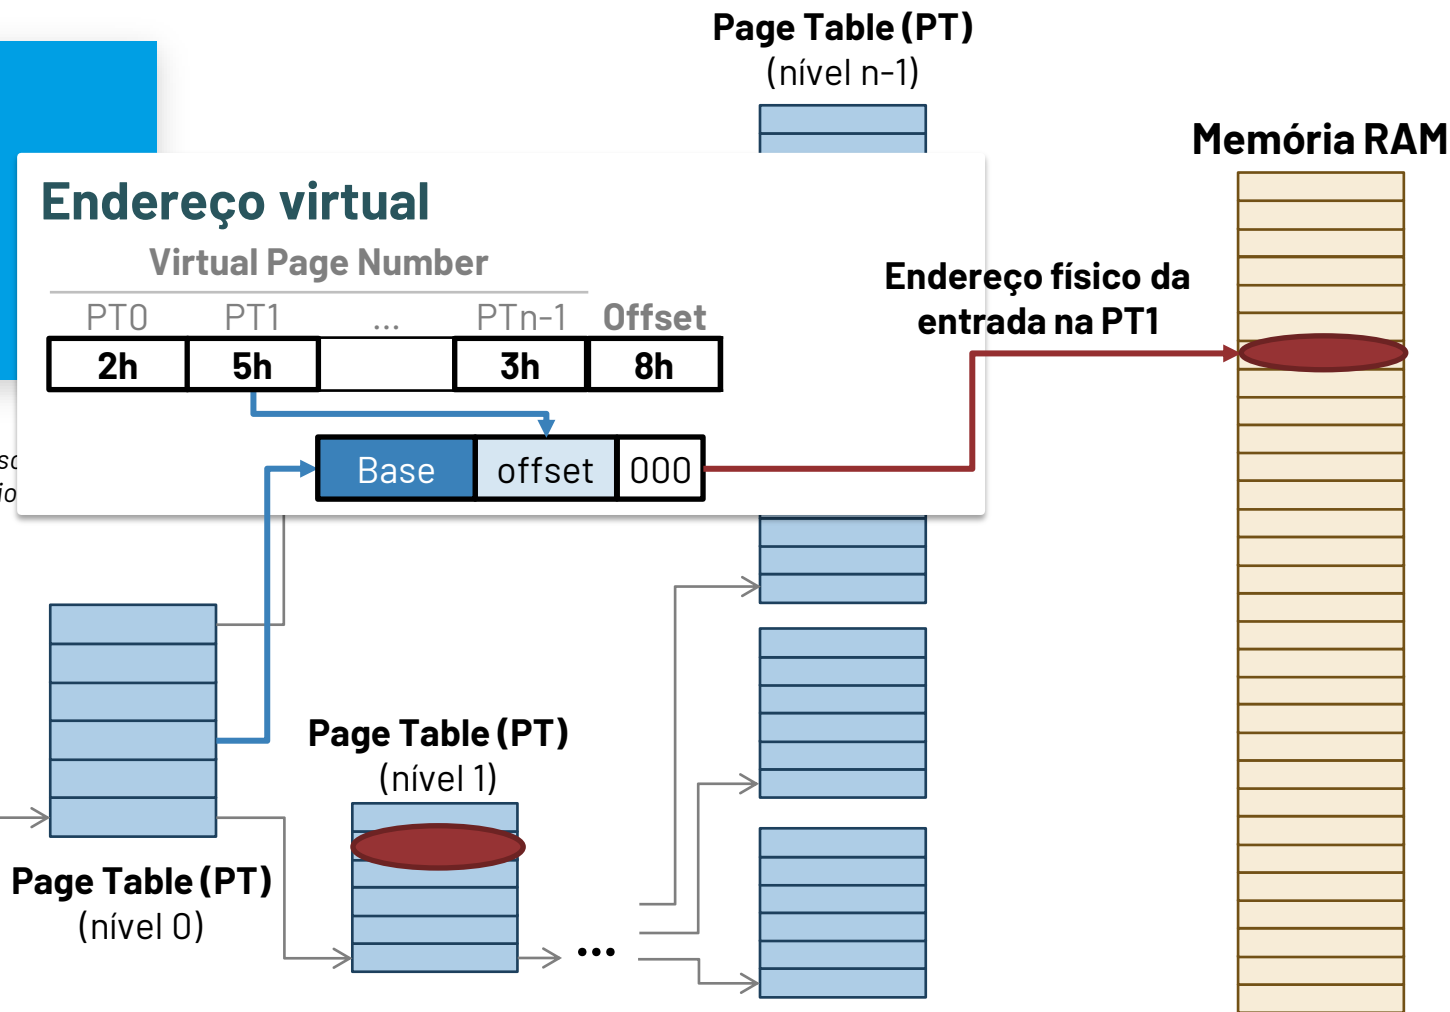 Page Table (PT)
(nível n-1)
Memória RAM
Endereço virtual
Virtual Page Number
PT0 PT1 ... PTn-1 Offset
2h 5h 3h 8h
Endereço físico da
entrada na PT1
Base offset 000
Page Table (PT)
(nível 1)
Page Table (PT)
(nível 0)
...